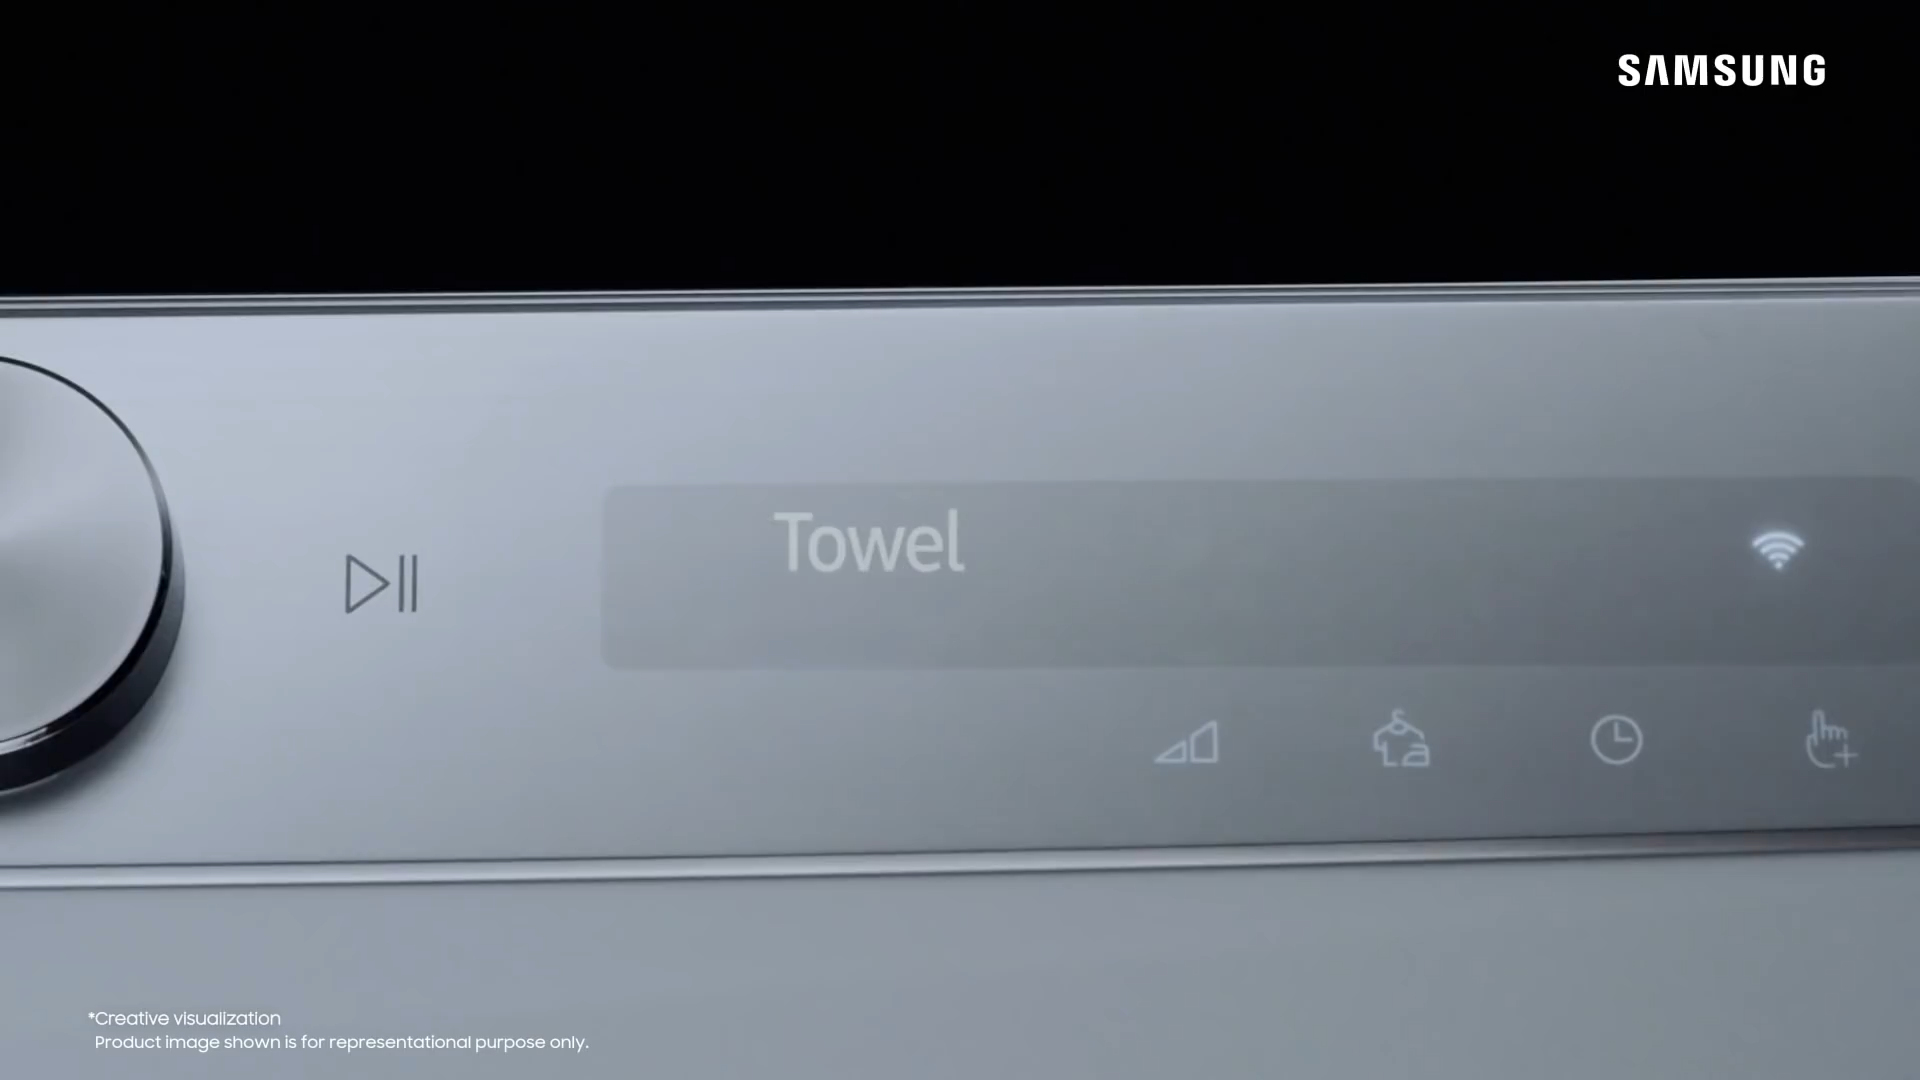 SAMSUNG
Towel
*Creative visualization
Product image shown is for representational purpose only.